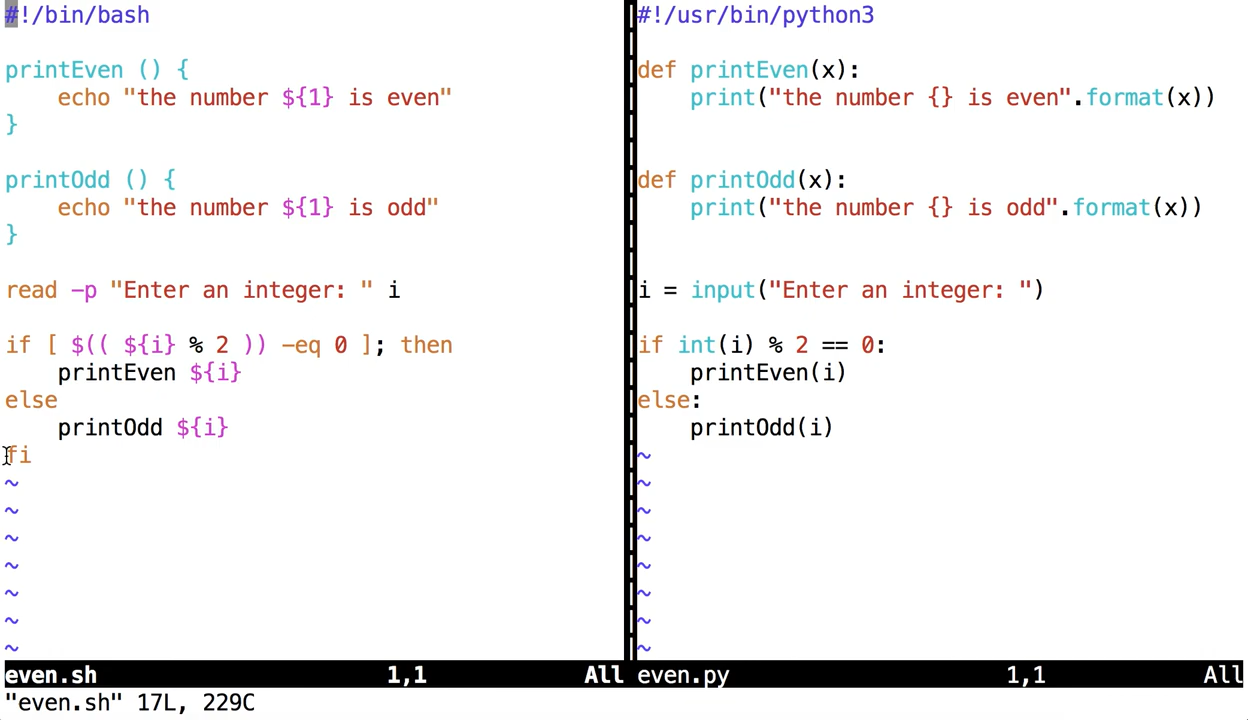 #!/bin/bash
printEven () {
    echo "the number ${1} is even"
}
printOdd () {
    echo "the number ${1} is odd"
}
read -p "Enter an integer: " i
if [ $(( ${i} % 2 )) -eq 0 ]; then
    printEven ${i}
else
    printOdd ${i}
fi
~
~
~
~
~
~
~
even.sh 1,1 All
"even.sh" 17L, 229C
#!/usr/bin/python3
def printEven(x):
    print("the number {} is even".format(x))
def printOdd(x):
    print("the number {} is odd".format(x))
i = input("Enter an integer: ")
if int(i) % 2 == 0:
    printEven(i)
else:
    printOdd(i)
~
~
~
~
~
~
~
~
even.py 1,1 All